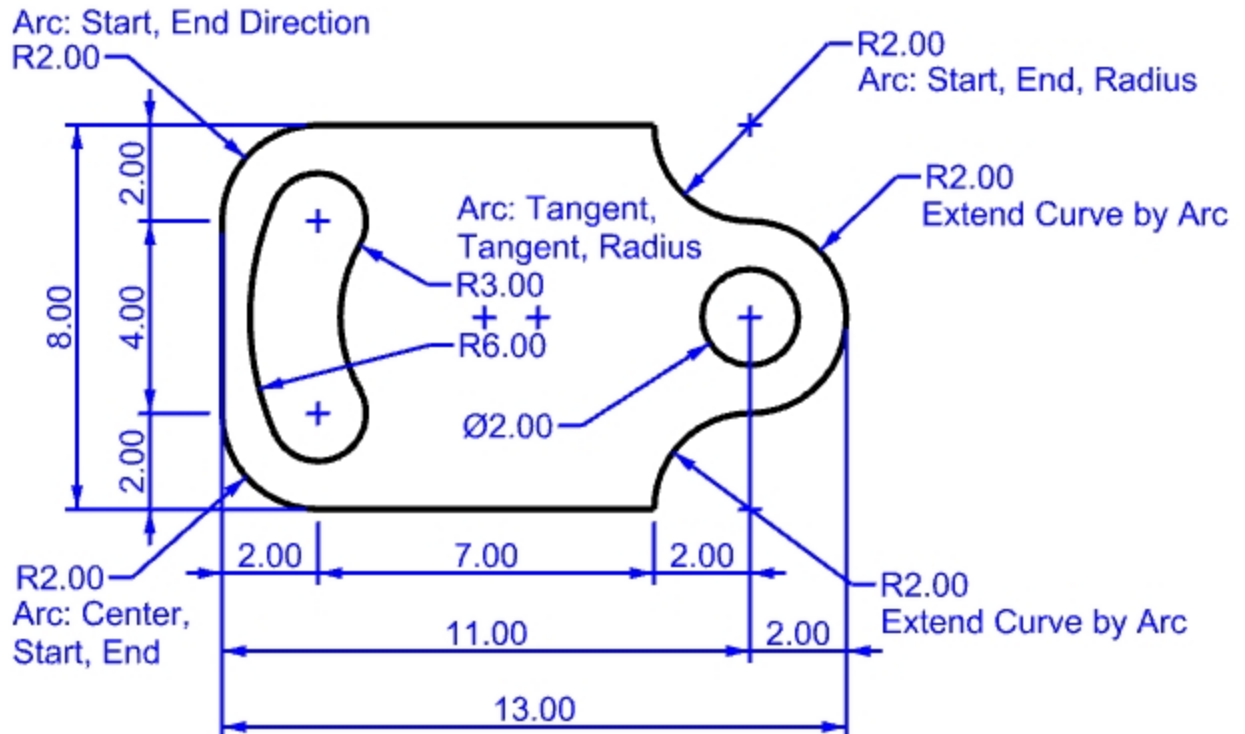 Arc: Start, End Direction
R2.00
R2.00
Arc: Start, End, Radius
2.00
R2.00
Extend Curve by Arc
Arc: Tangent,
Tangent, Radius
R3.00
8.00
4.00
R6.00
Ø2.00
2.00
2.00
7.00
2.00
R2.00
Arc: Center,
Start, End
R2.00
Extend Curve by Arc
11.00
2.00
13.00